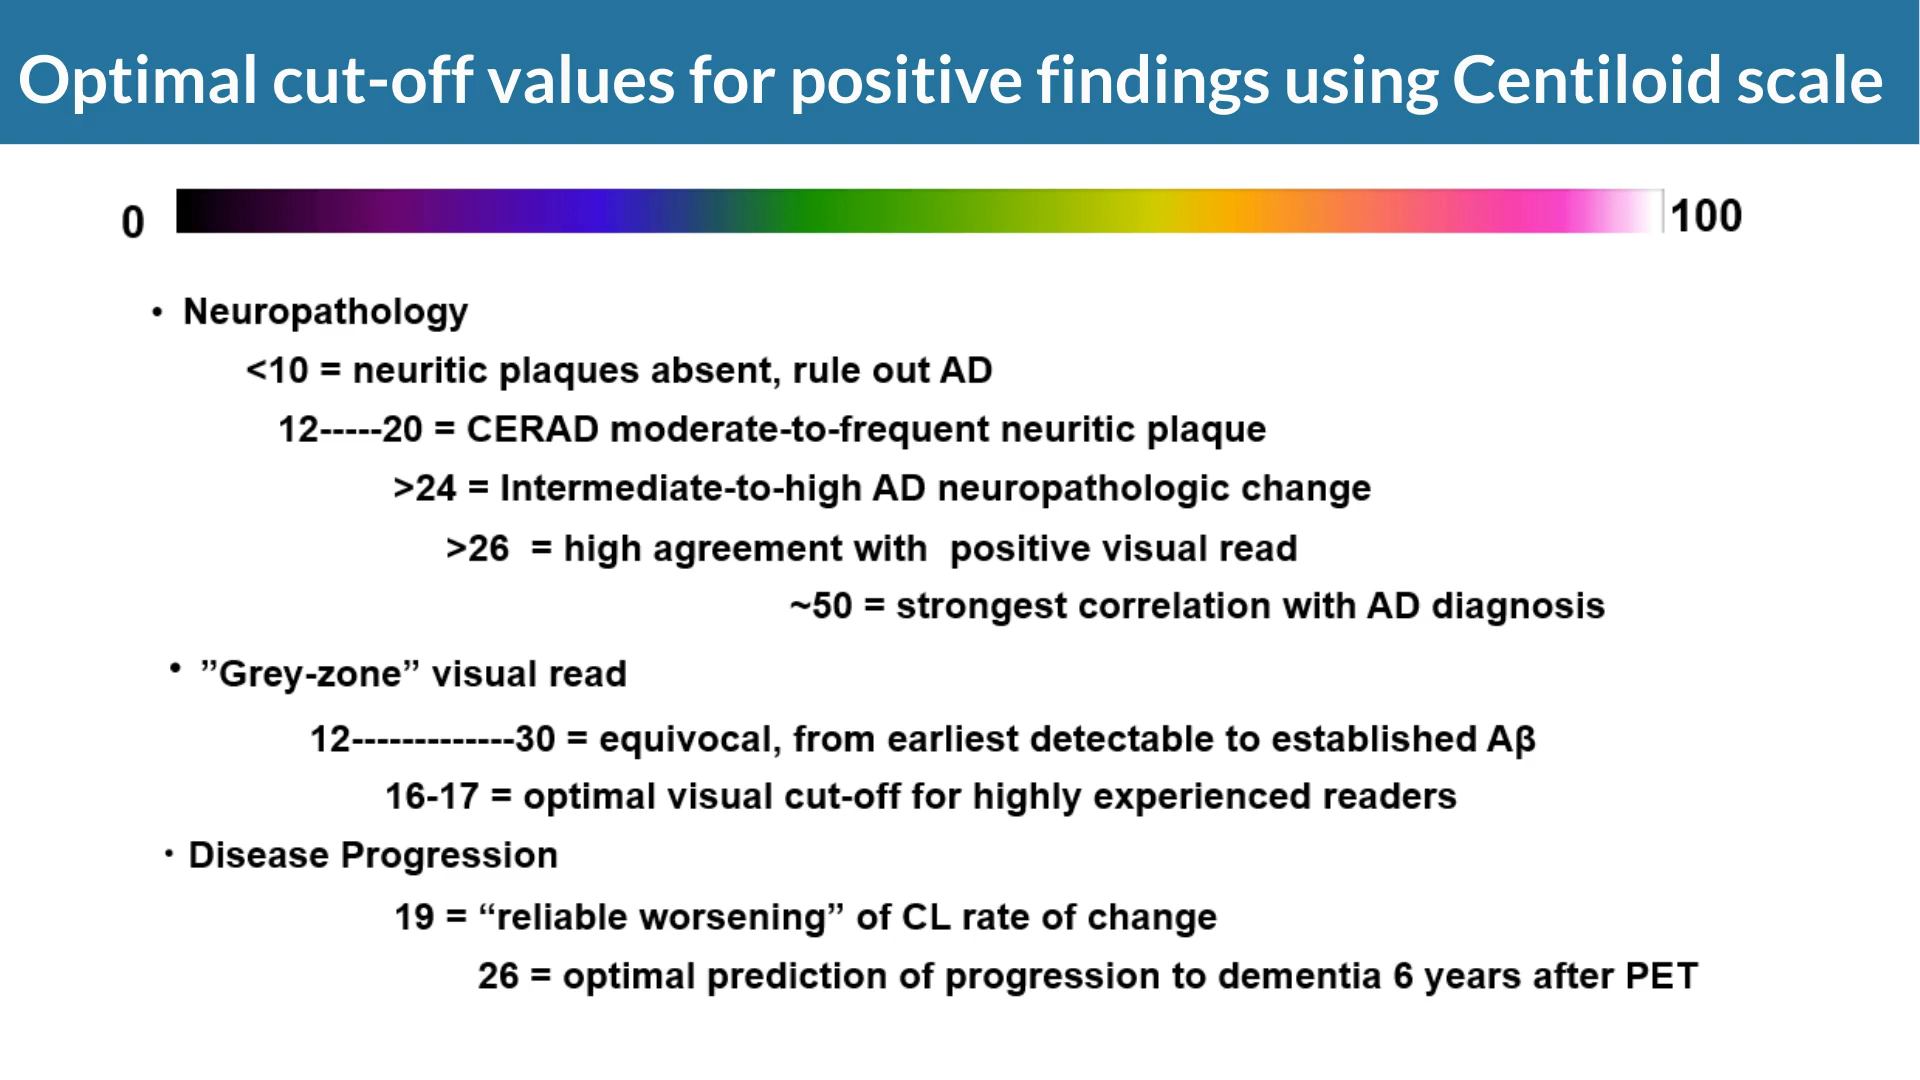 Optimal cut-off values for positive findings using Centiloid scale
0 100
• Neuropathology
<10 = neuritic plaques absent, rule out AD
12-----20 = CERAD moderate-to-frequent neuritic plaque
>24 = Intermediate-to-high AD neuropathologic change
>26 = high agreement with positive visual read
~50 = strongest correlation with AD diagnosis
• ”Grey-zone” visual read
12-------------30 = equivocal, from earliest detectable to established Aβ
16-17 = optimal visual cut-off for highly experienced readers
• Disease Progression
19 = “reliable worsening” of CL rate of change
26 = optimal prediction of progression to dementia 6 years after PET